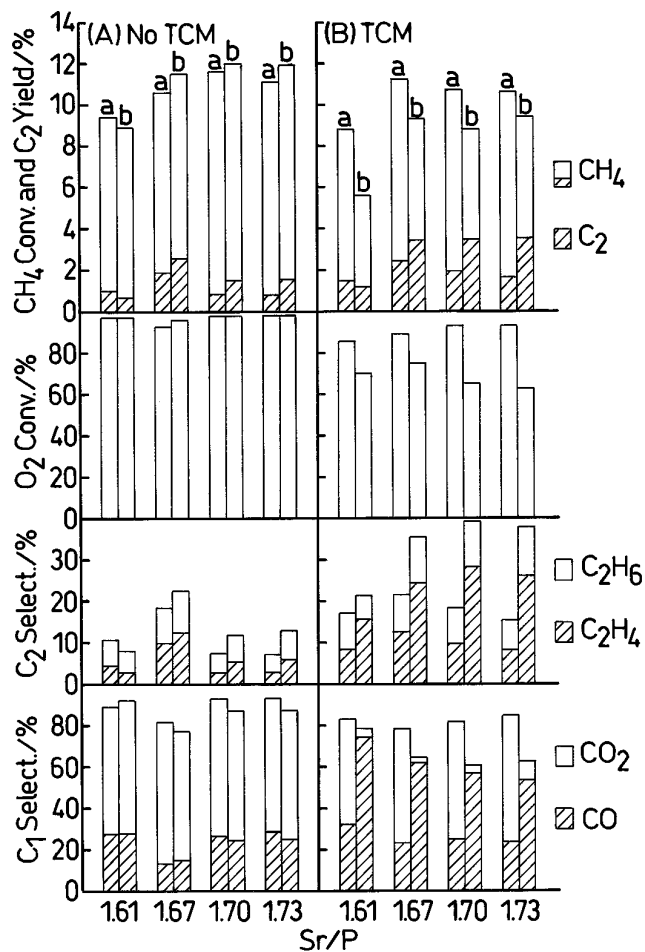 (A) No TCM
(B) TCM
CH4 Conv. and C2 Yield/%
14
12
10
8
6
4
2
0
a b a b a b a b
a b a b a b a b
CH4
C2
O2 Conv./%
80
60
40
20
0
C2 Select./%
30
20
10
0
C2H6
C2H4
C1 Select./%
80
60
40
20
0
CO2
CO
1.61 1.67 1.70 1.73 1.61 1.67 1.70 1.73
Sr/P